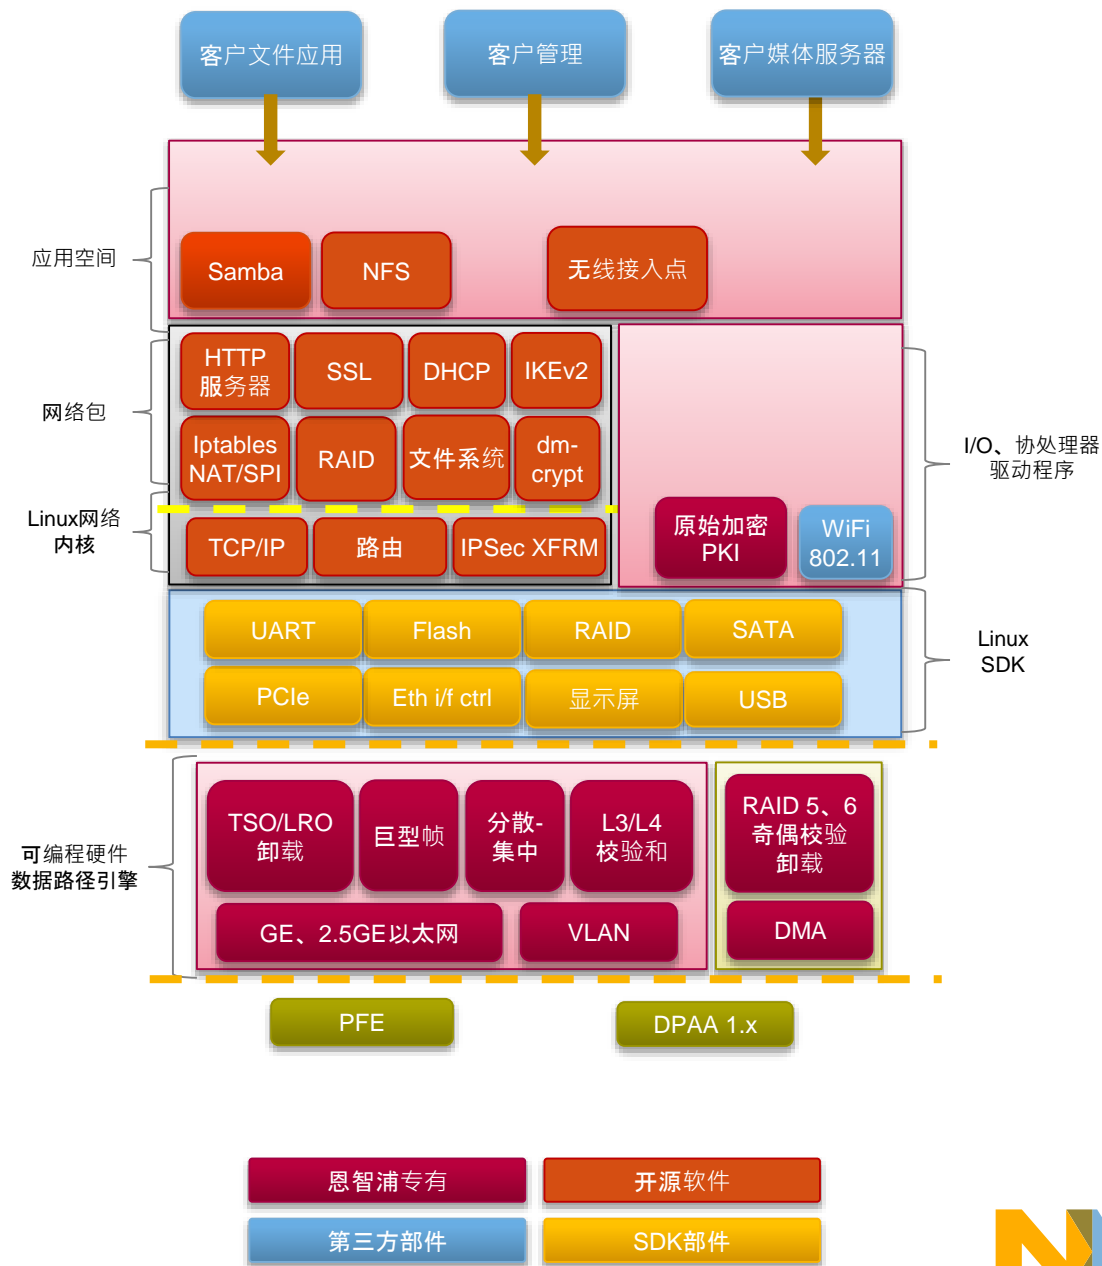 客户文件应用
客户管理
客户媒体服务器
应用空间
Samba
NFS
无线接入点
网络包
HTTP
服务器
SSL
DHCP
IKEv2
Iptables
NAT/SPI
RAID
文件系统
dm-
crypt
I/O、协处理器
驱动程序
Linux网络
内核
TCP/IP
路由
IPSec XFRM
原始加密
PKI
WiFi
802.11
UART
Flash
RAID
SATA
Linux
SDK
PCIe
Eth i/f ctrl
显示屏
USB
可编程硬件
数据路径引擎
TSO/LRO
卸载
巨型帧
分散-
集中
L3/L4
校验和
RAID 5、6
奇偶校验
卸载
GE、2.5GE以太网
VLAN
DMA
PFE
DPAA 1.x
恩智浦专有
开源软件
第三方部件
SDK部件